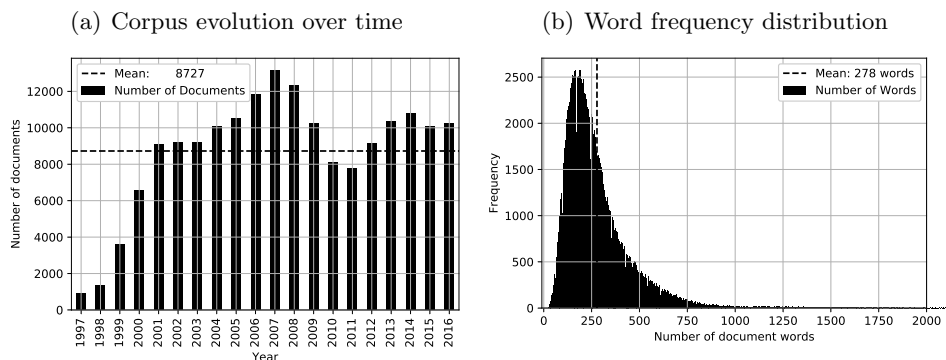 (a) Corpus evolution over time
Mean: 8727
Number of Documents
12000
10000
8000
6000
4000
2000
0
Number of documents
1997 1998 1999 2000 2001 2002 2003 2004 2005 2006 2007 2008 2009 2010 2011 2012 2013 2014 2015 2016
Year
(b) Word frequency distribution
Mean: 278 words
Number of Words
2500
2000
1500
1000
500
0
Frequency
0 250 500 750 1000 1250 1500 1750 2000
Number of document words